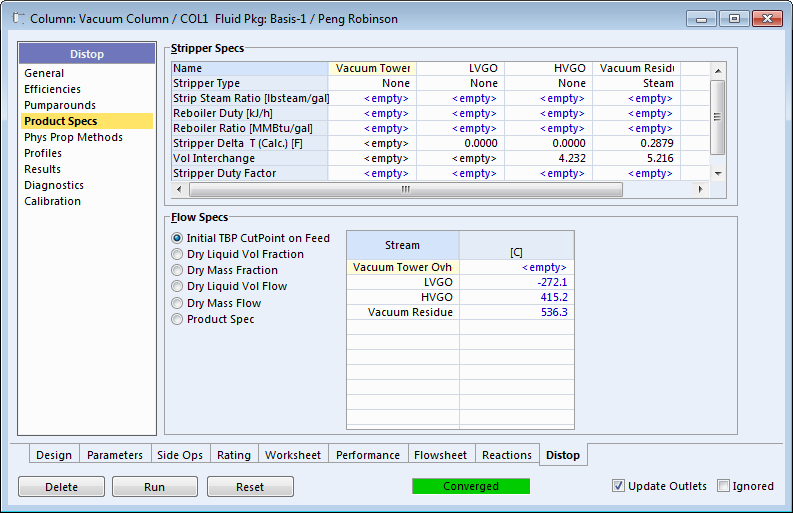 Column: Vacuum Column / COL1 Fluid Pkg: Basis-1 / Peng Robinson
Distop
General
Efficiencies
Pumparounds
Product Specs
Phys Prop Methods
Profiles
Results
Diagnostics
Calibration
Stripper Specs
Name Vacuum Tower LVGO HVGO Vacuum Residu
Stripper Type None None None Steam
Strip Steam Ratio [lbsteam/gal] <empty> <empty> <empty> <empty>
Reboiler Duty [kJ/h] <empty> <empty> <empty> <empty>
Reboiler Ratio [MMBtu/gal] <empty> <empty> <empty> <empty>
Stripper Delta T (Calc.) [F] <empty> 0.0000 0.0000 0.2879
Vol Interchange <empty> <empty> 4.232 5.216
Stripper Duty Factor <empty> <empty> <empty> <empty>
Flow Specs
Initial TBP CutPoint on Feed
Dry Liquid Vol Fraction
Dry Mass Fraction
Dry Liquid Vol Flow
Dry Mass Flow
Product Spec
Stream [C]
Vacuum Tower Ovh <empty>
LVGO -272.1
HVGO 415.2
Vacuum Residue 536.3
Design Parameters Side Ops Rating Worksheet Performance Flowsheet Reactions Distop
Delete Run Reset Converged Update Outlets Ignored